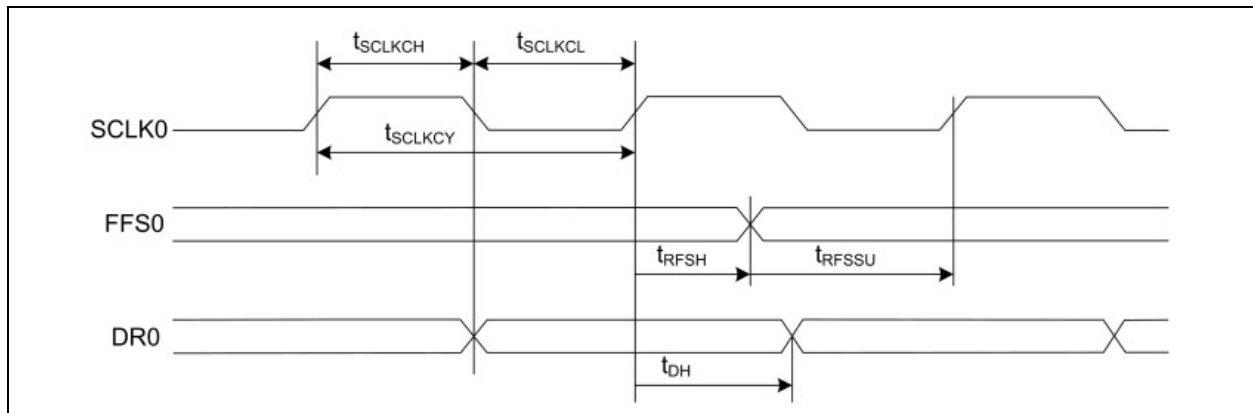 tSCLKCH tSCLKCL
SCLK0
tSCLKCY
FFS0
tRFSH tRFSSU
DR0
tDH